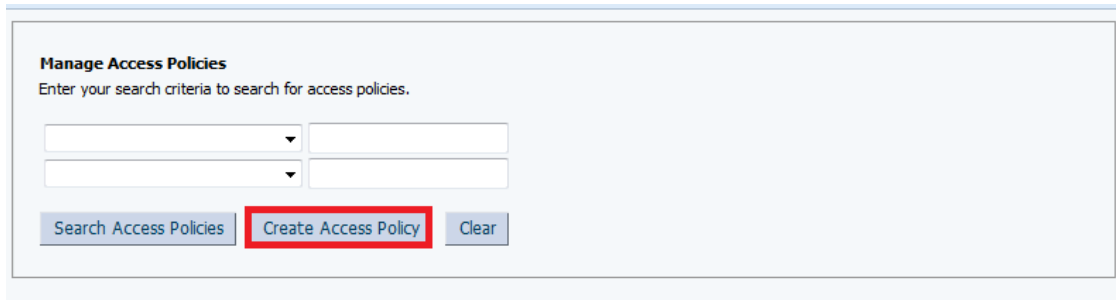 Manage Access Policies
Enter your search criteria to search for access policies.
Search Access Policies Create Access Policy Clear